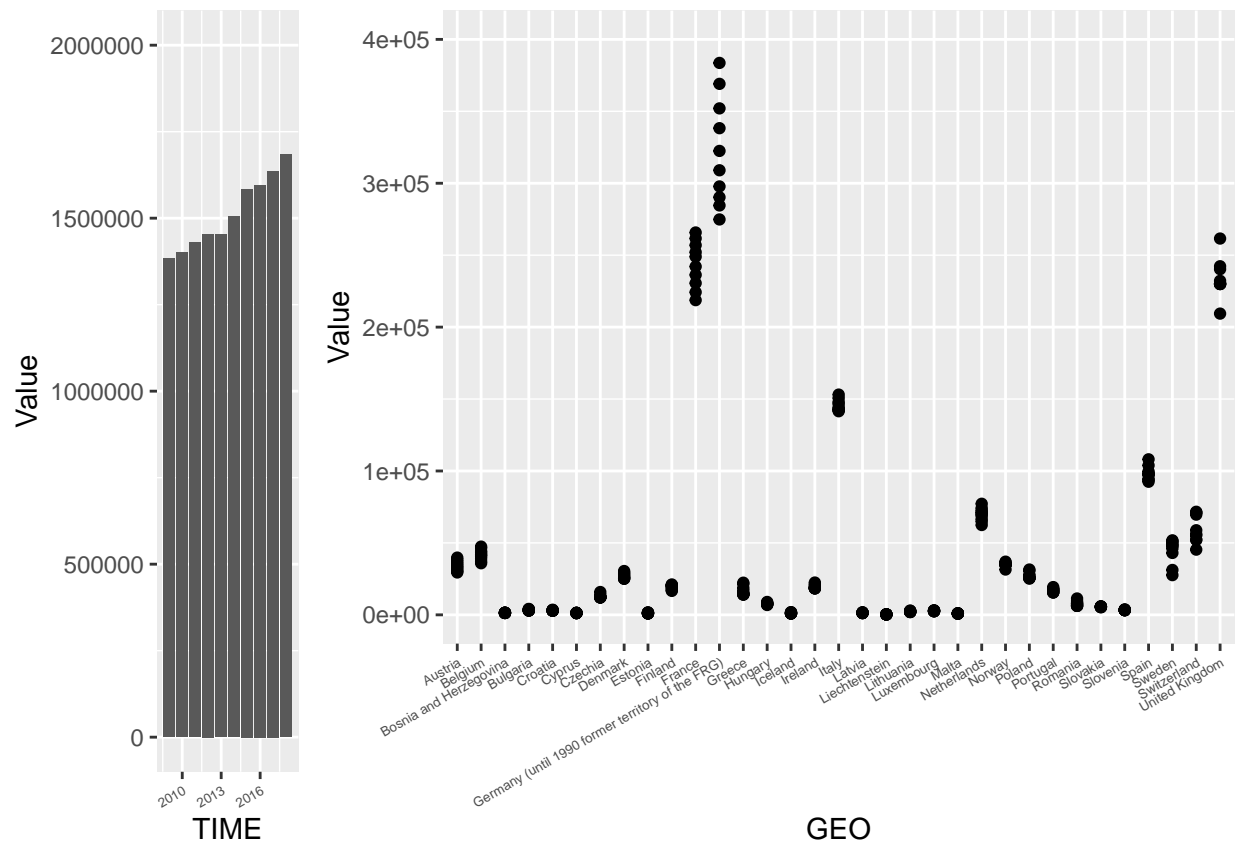 2000000
1500000
1000000
500000
0
Value
2010
2013
2016
TIME
4e+05
3e+05
2e+05
1e+05
0e+00
Value
Austria
Belgium
Bosnia and Herzegovina
Bulgaria
Croatia
Cyprus
Czechia
Denmark
Estonia
Finland
France
Germany (until 1990 former territory of the FRG)
Greece
Hungary
Iceland
Ireland
Italy
Latvia
Liechtenstein
Lithuania
Luxembourg
Malta
Netherlands
Norway
Poland
Portugal
Romania
Slovakia
Slovenia
Spain
Sweden
Switzerland
United Kingdom
GEO